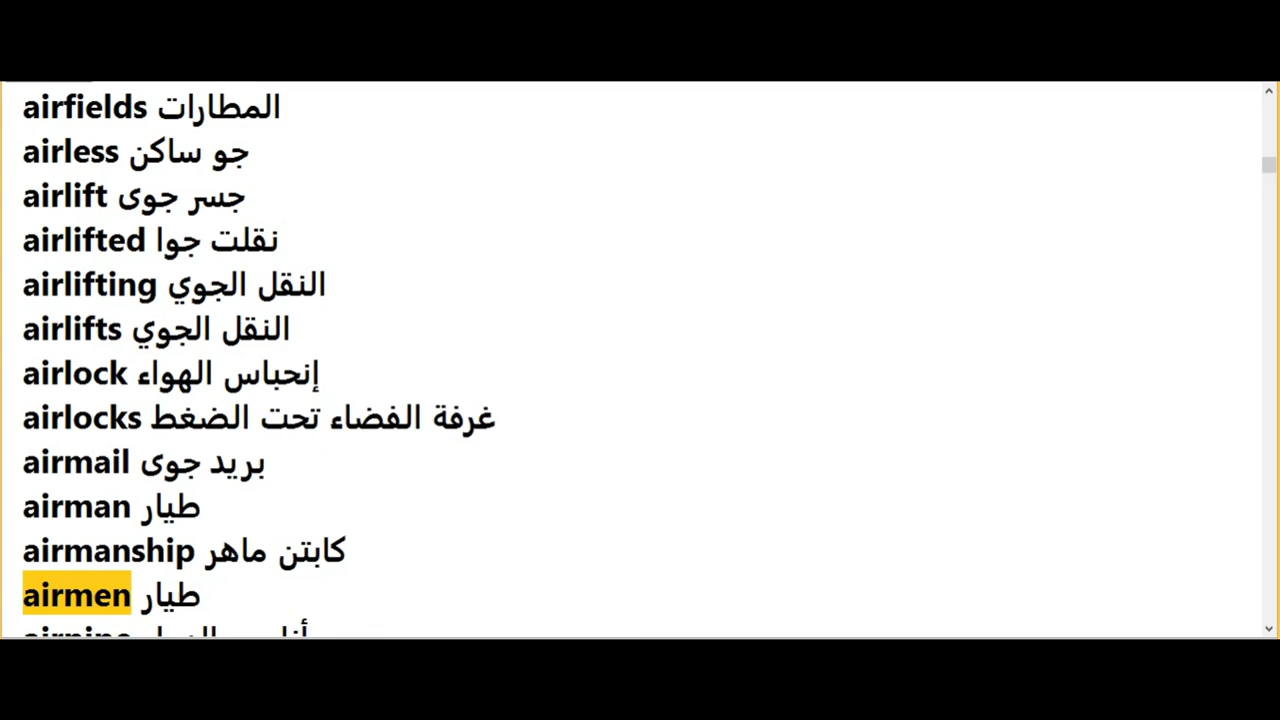 airfields المطارات
airless جو ساكن
airlift جسر جوى
airlifted نقلت جوا
airlifting النقل الجوي
airlifts النقل الجوي
airlock إنحباس الهواء
airlocks غرفة الفضاء تحت الضغط
airmail بريد جوى
airman طيار
airmanship كابتن ماهر
airmen طيار